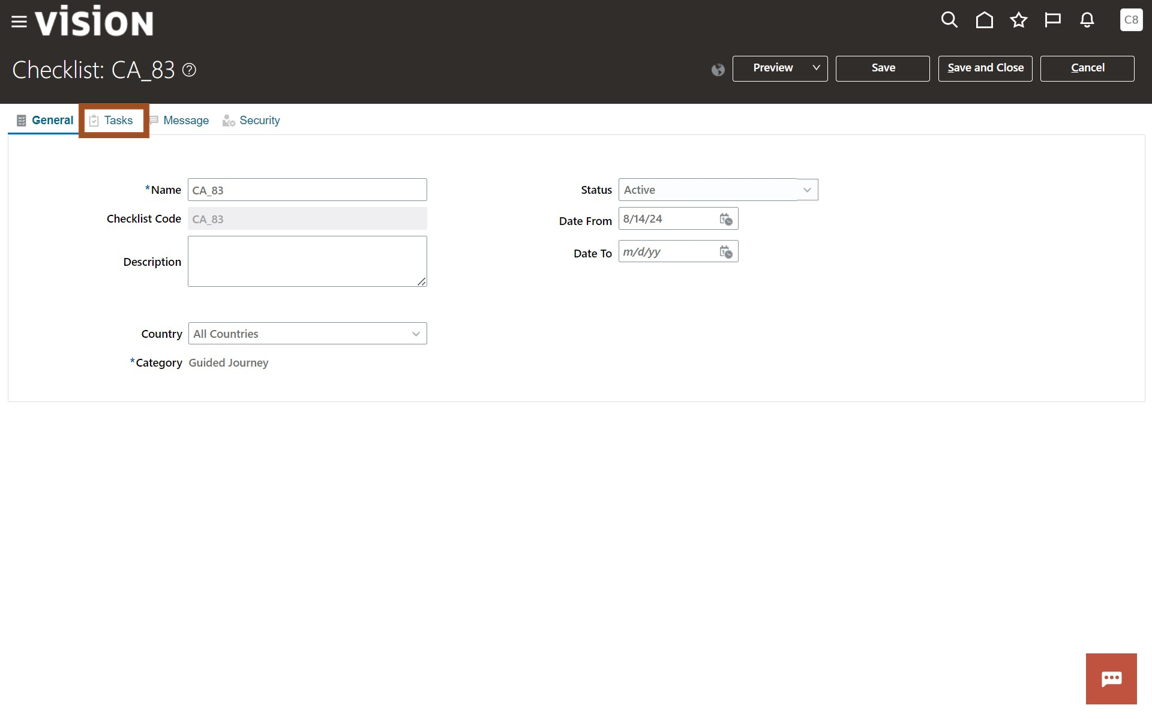 VISION
C8
Checklist: CA_83
Preview
Save
Save and Close
Cancel
General
Tasks
Message
Security
*Name
CA_83
Checklist Code
CA_83
Description
Country
All Countries
*Category
Guided Journey
Status
Active
Date From
8/14/24
Date To
m/d/yy